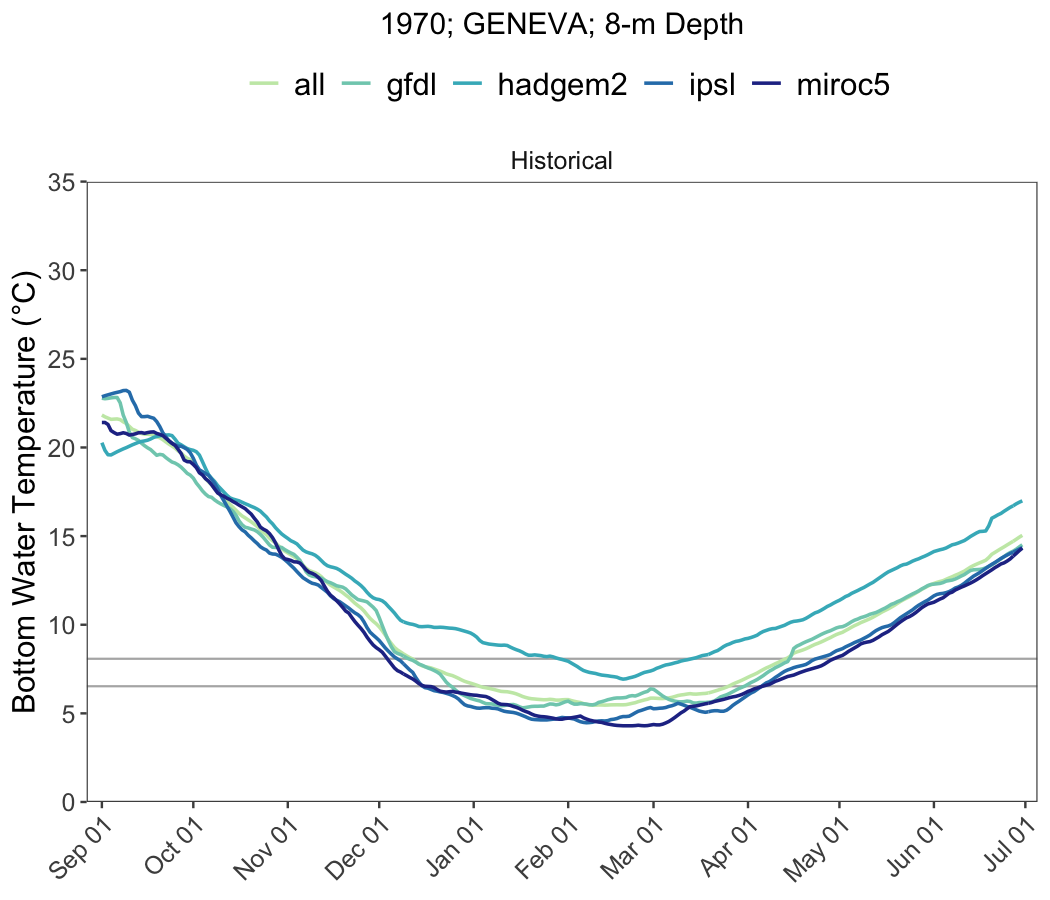 1970; GENEVA; 8-m Depth
all gfdl hadgem2 ipsl miroc5
Historical
Bottom Water Temperature (°C)
35
30
25
20
15
10
5
0
Sep 01
Oct 01
Nov 01
Dec 01
Jan 01
Feb 01
Mar 01
Apr 01
May 01
Jun 01
Jul 01